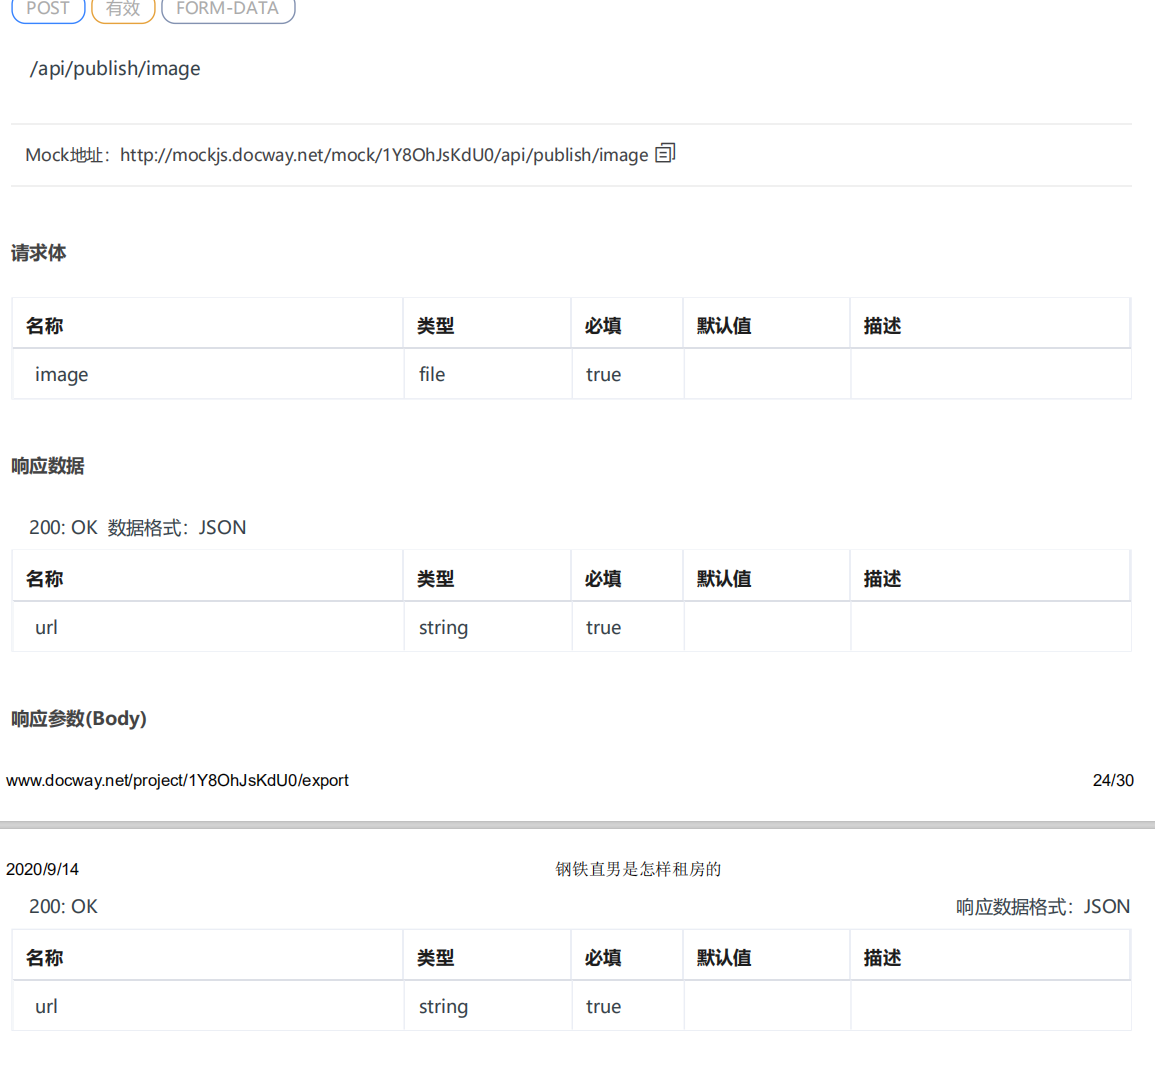 POST 有效 FORM-DATA
/api/publish/image
Mock地址：http://mockjs.docway.net/mock/1Y8OhJsKdU0/api/publish/image
请求体
名称 类型 必填 默认值 描述
image file true
响应数据
200: OK 数据格式：JSON
名称 类型 必填 默认值 描述
url string true
响应参数(Body)
www.docway.net/project/1Y8OhJsKdU0/export 24/30
2020/9/14 钢铁直男是怎样租房的
200: OK 响应数据格式：JSON
名称 类型 必填 默认值 描述
url string true